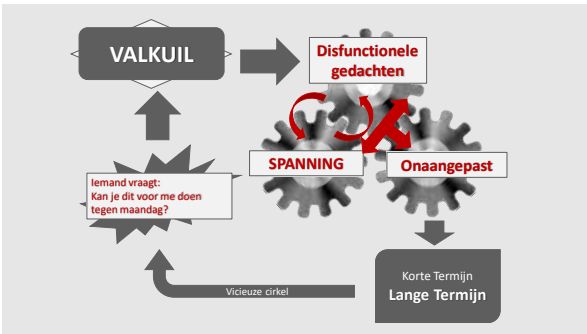 VALKUIL
Disfunctionele
gedachten
SPANNING
Onaangepast
Iemand vraagt:
Kan je dit voor me doen
tegen maandag?
Korte Termijn
Lange Termijn
Vicieuze cirkel